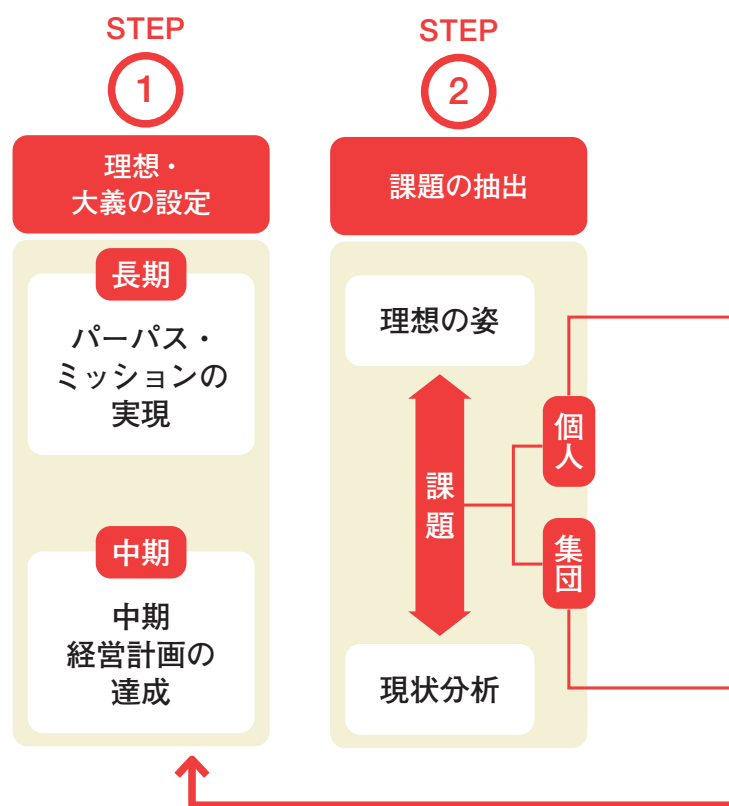 STEP
1
理想・
大義の設定
長期
パーパス・
ミッションの
実現
中期
中期
経営計画の
達成
STEP
2
課題の抽出
理想の姿
課題
個人
集団
現状分析